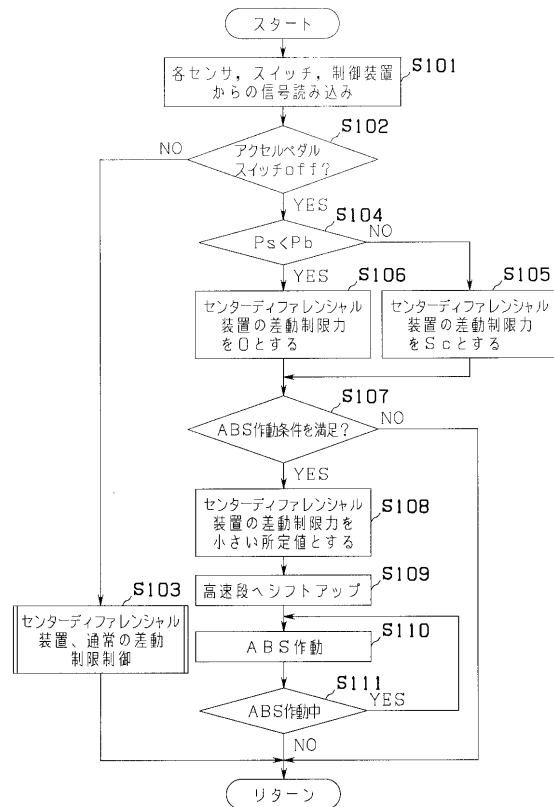 スタート
各センサ，スイッチ，制御装置
からの信号読み込み
S101
アクセルペダル
スイッチoff？
S102
NO
YES
Ps<Pb
S104
NO
YES
センターディファレンシャル
装置の差動制限力
を0とする
S106
センターディファレンシャル
装置の差動制限力
をScとする
S105
ABS作動条件を満足？
S107
NO
YES
センターディファレンシャル
装置の差動制限力を
小さい所定値とする
S108
高速段へシフトアップ
S109
センターディファレンシャル
装置、通常の差動
制限制御
S103
ABS作動
S110
ABS作動中
S111
YES
NO
リターン